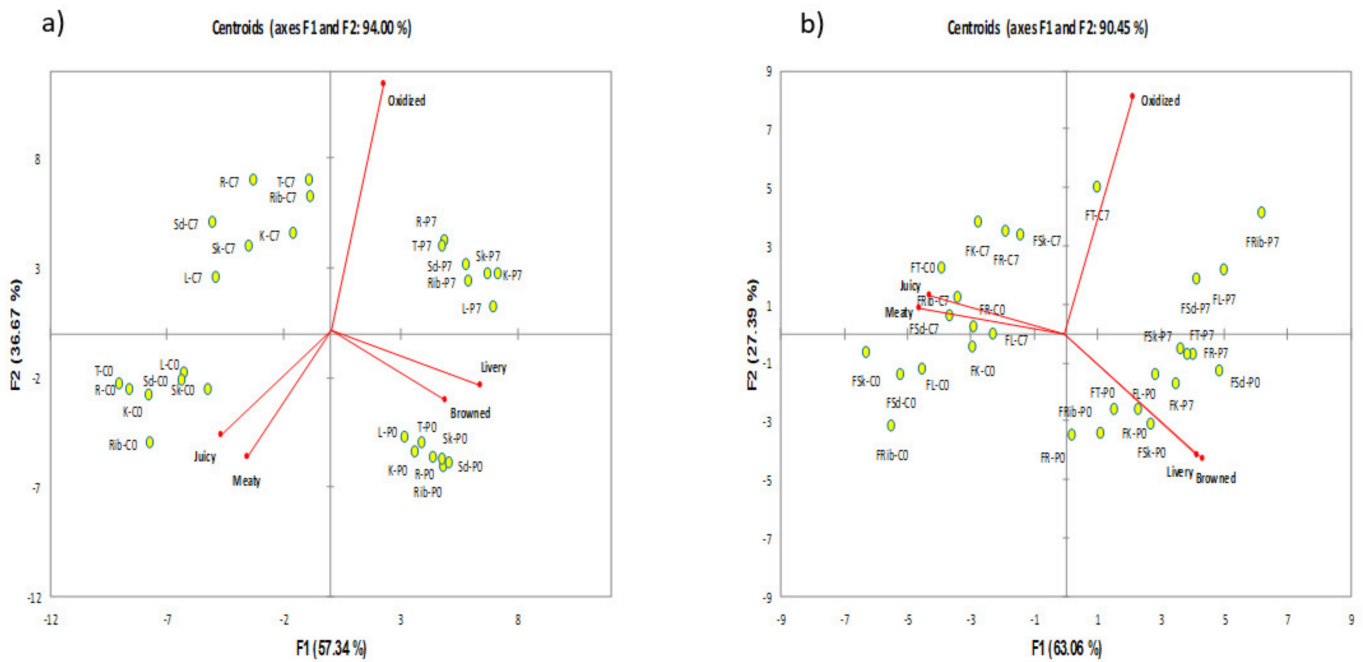 a)
Centroids (axes F1 and F2: 94.00 %)
F2 (36.67 %)
8
3
-2
-7
-12
-12
-7
-2
3
8
F1 (57.34 %)
Oxidized
R-C7
T-C7
Rib-C7
Sd-C7
K-C7
Sk-C7
L-C7
R-P7
T-P7
Sk-P7
Sd-P7
K-P7
Rib-P7
L-P7
L-C0
T-C0
Sd-C0
R-C0
Sk-C0
K-C0
Rib-C0
Juicy
Meaty
Livery
Browned
L-P0
T-P0
Sk-P0
K-P0
R-P0
Sd-P0
Rib-P0
b)
Centroids (axes F1 and F2: 90.45 %)
F2 (27.39 %)
9
7
5
3
1
-1
-3
-5
-7
-9
-9
-7
-5
-3
-1
1
3
5
7
9
F1 (63.06 %)
Oxidized
FT-C7
FRib-P7
FK-C7
FSk-C7
FR-C7
FT-C0
FL-P7
Juicy
FRib-C7
FSd-P7
Meaty
FR-C0
FSd-C7
FL-C7
FSk-P7
FT-P7
FR-P7
FSk-C0
FL-C0
FK-C0
FSd-C0
FSd-P0
FT-P0
FL-P0
FK-P7
FRib-P0
FK-P0
FRib-C0
FR-P0
FSk-P0
Livery
Browned